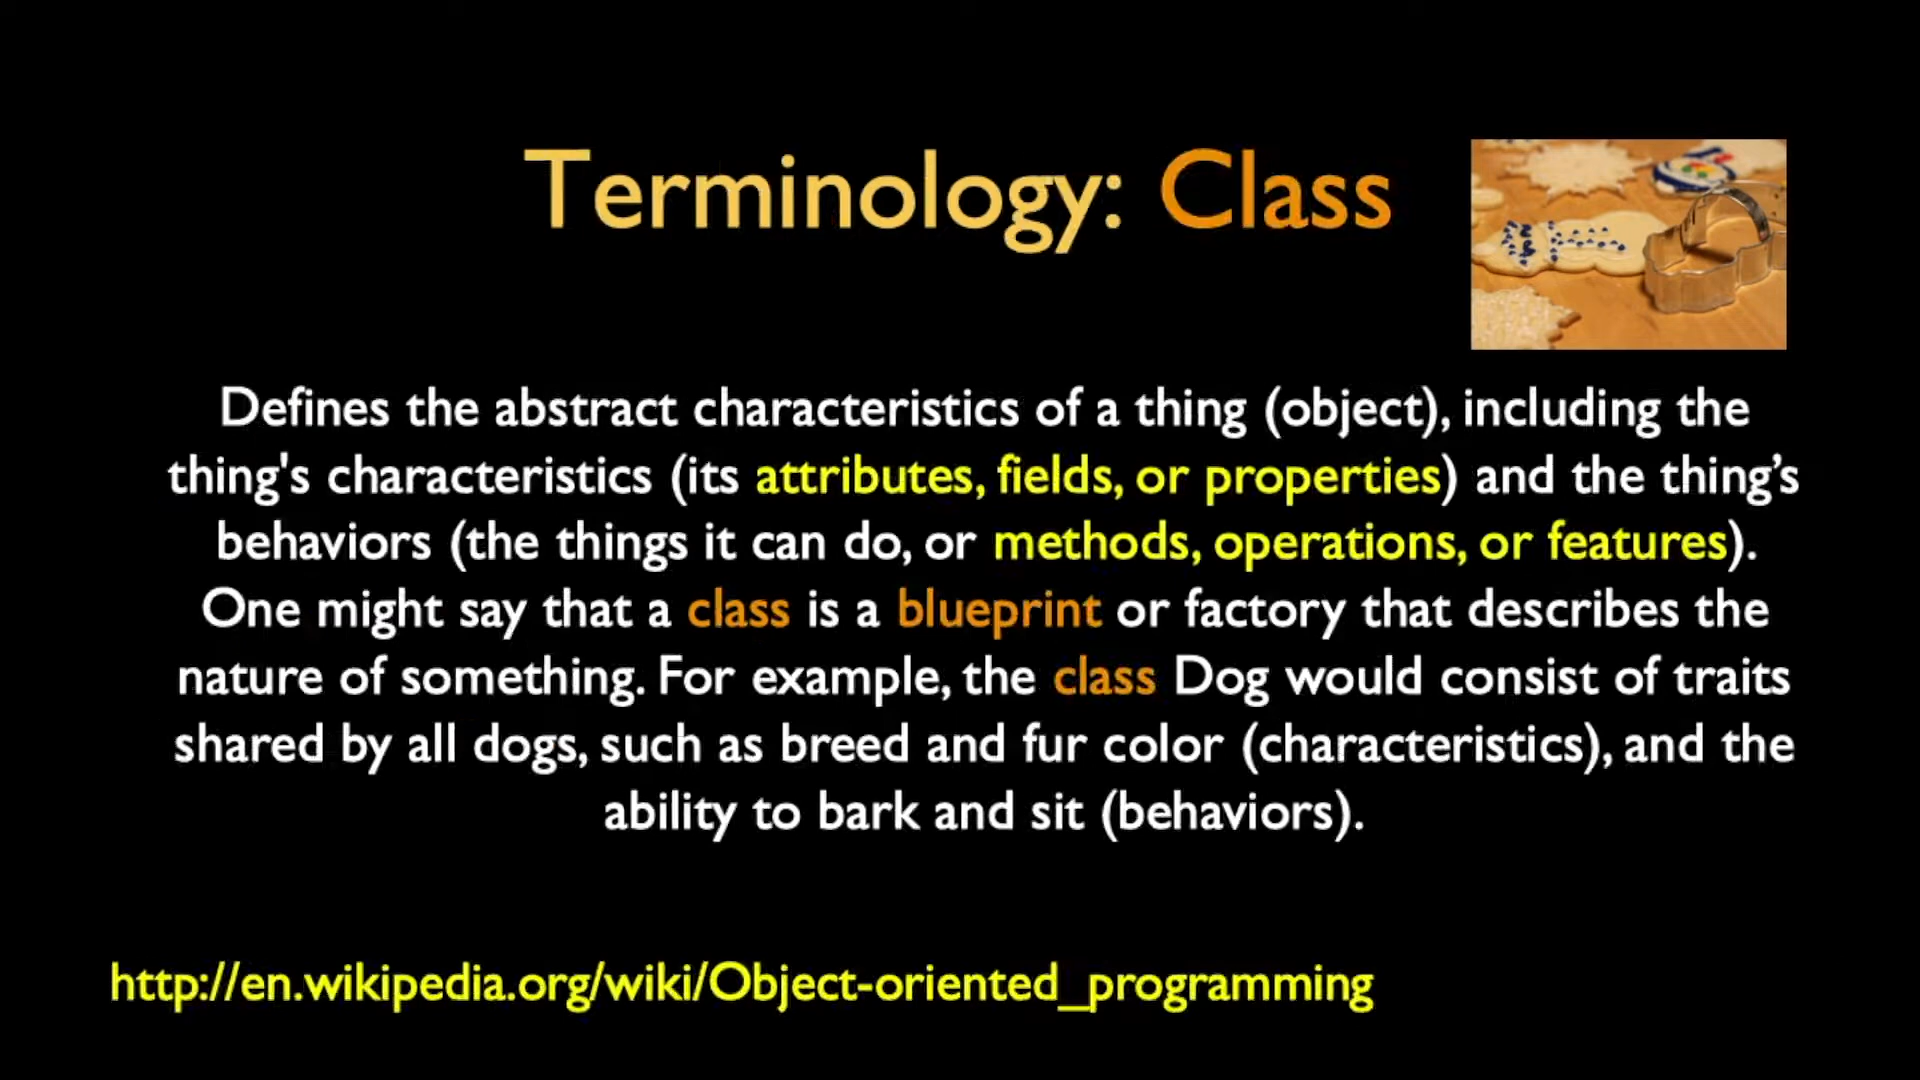 Terminology: Class
Defines the abstract characteristics of a thing (object), including the
thing's characteristics (its attributes, fields, or properties) and the thing’s
behaviors (the things it can do, or methods, operations, or features).
One might say that a class is a blueprint or factory that describes the
nature of something. For example, the class Dog would consist of traits
shared by all dogs, such as breed and fur color (characteristics), and the
ability to bark and sit (behaviors).
http://en.wikipedia.org/wiki/Object-oriented_programming